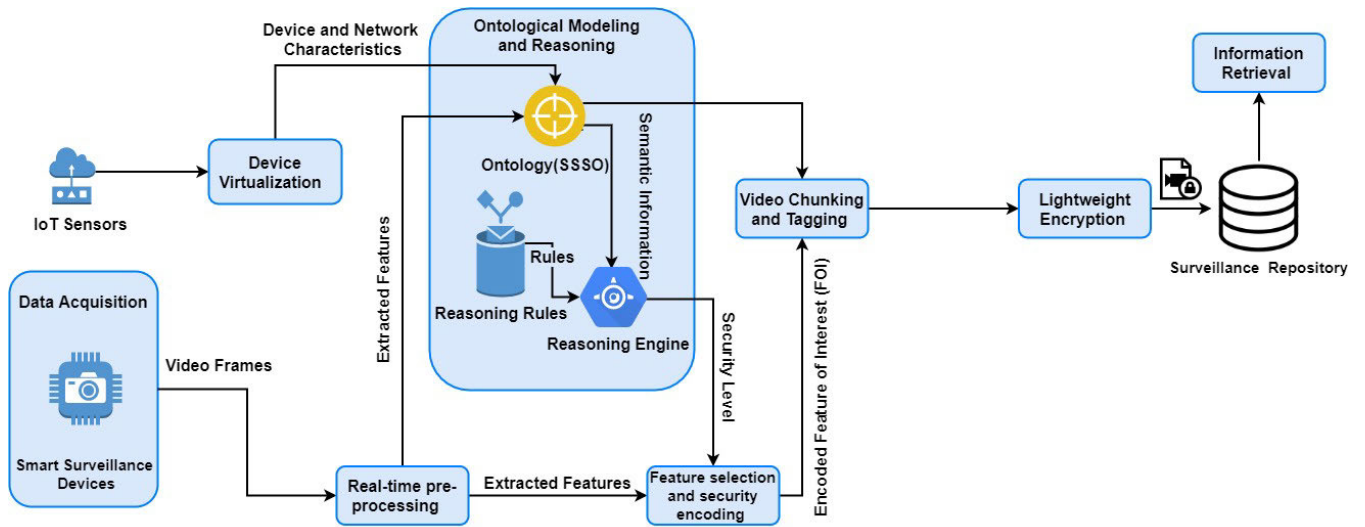 Device and Network
Characteristics
Ontological Modeling
and Reasoning
Information
Retrieval
IoT Sensors
Device
Virtualization
Extracted Features
Ontology(SSSO)
Semantic Information
Rules
Reasoning Rules
Reasoning Engine
Video Chunking
and Tagging
Lightweight
Encryption
Surveillance Repository
Data Acquisition
Smart Surveillance
Devices
Video Frames
Security Level
Encoded Feature of Interest (FOI)
Real-time pre-
processing
Extracted Features
Feature selection
and security
encoding